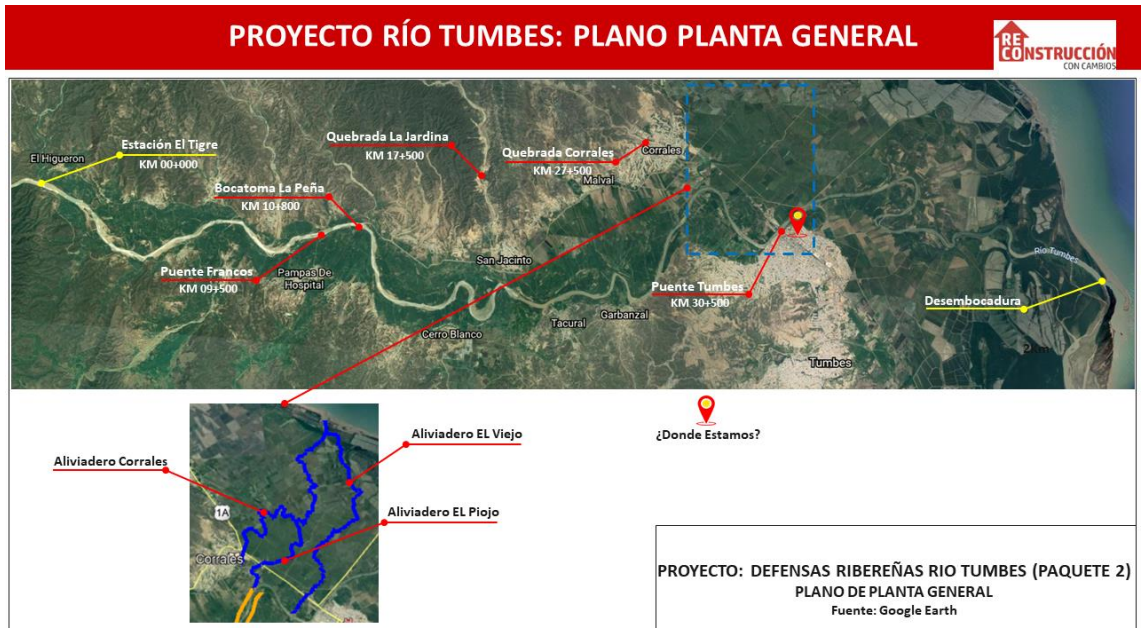 PROYECTO RÍO TUMBES: PLANO PLANTA GENERAL
RE
CONSTRUCCIÓN
CON CAMBIOS
El Higueron
Estación El Tigre
KM 00+000
Quebrada La Jardina
KM 17+500
Quebrada Corrales
KM 27+500
Corrales
Malval
Bocatoma La Peña
KM 10+800
Puente Francos
KM 09+500
Pampas De
Hospital
San Jacinto
Puente Tumbes
KM 30+500
Río Tumbes
Desembocadura
Cerro Blanco
Tacural
Garbanzal
Tumbes
¿Donde Estamos?
Aliviadero EL Viejo
Aliviadero Corrales
Aliviadero EL Piojo
1A
Corrales
PROYECTO: DEFENSAS RIBEREÑAS RIO TUMBES (PAQUETE 2)
PLANO DE PLANTA GENERAL
Fuente: Google Earth